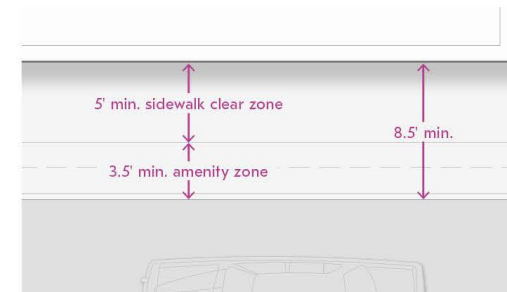 5' min. sidewalk clear zone
8.5' min.
3.5' min. amenity zone